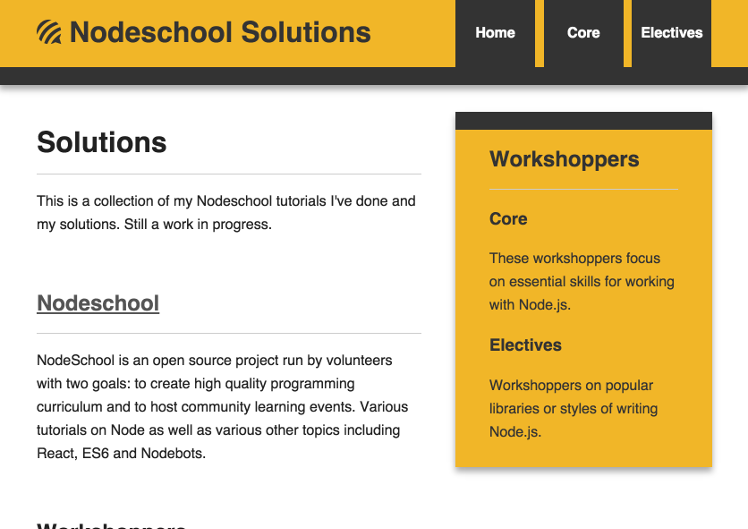 Nodeschool Solutions
Home
Core
Electives
Solutions
This is a collection of my Nodeschool tutorials I've done and
my solutions. Still a work in progress.
Nodeschool
NodeSchool is an open source project run by volunteers
with two goals: to create high quality programming
curriculum and to host community learning events. Various
tutorials on Node as well as various other topics including
React, ES6 and Nodebots.
Workshoppers
Workshoppers
Core
These workshoppers focus
on essential skills for working
with Node.js.
Electives
Workshoppers on popular
libraries or styles of writing
Node.js.